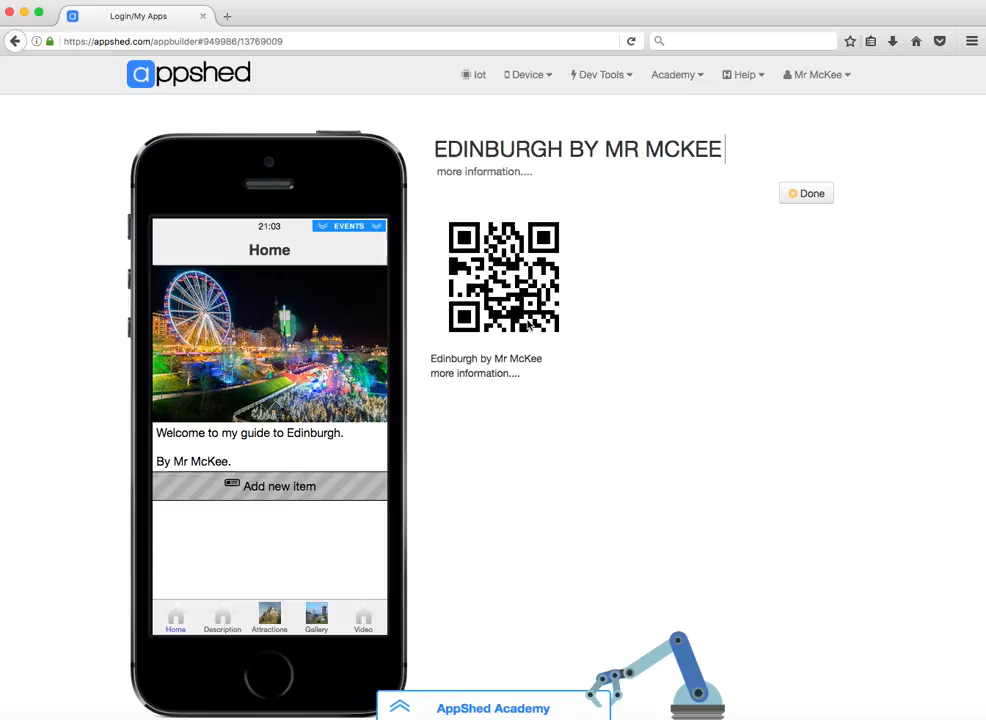 Login/My Apps
https://appshed.com/appbuilder#949986/13769009
appshed
Iot
Device
Dev Tools
Academy
Help
Mr McKee
EDINBURGH BY MR MCKEE
more information....
Done
21:03
EVENTS
Home
Edinburgh by Mr McKee
more information....
Welcome to my guide to Edinburgh.
By Mr McKee.
Add new item
Home
Description
Attractions
Gallery
Video
AppShed Academy